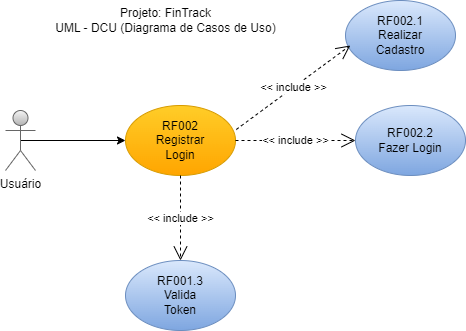 Projeto: FinTrack
UML - DCU (Diagrama de Casos de Uso)
RF002.1
Realizar
Cadastro
<< include >>
RF002
Registrar
Login
<< include >>
RF002.2
Fazer Login
Usuário
<< include >>
RF001.3
Valida
Token